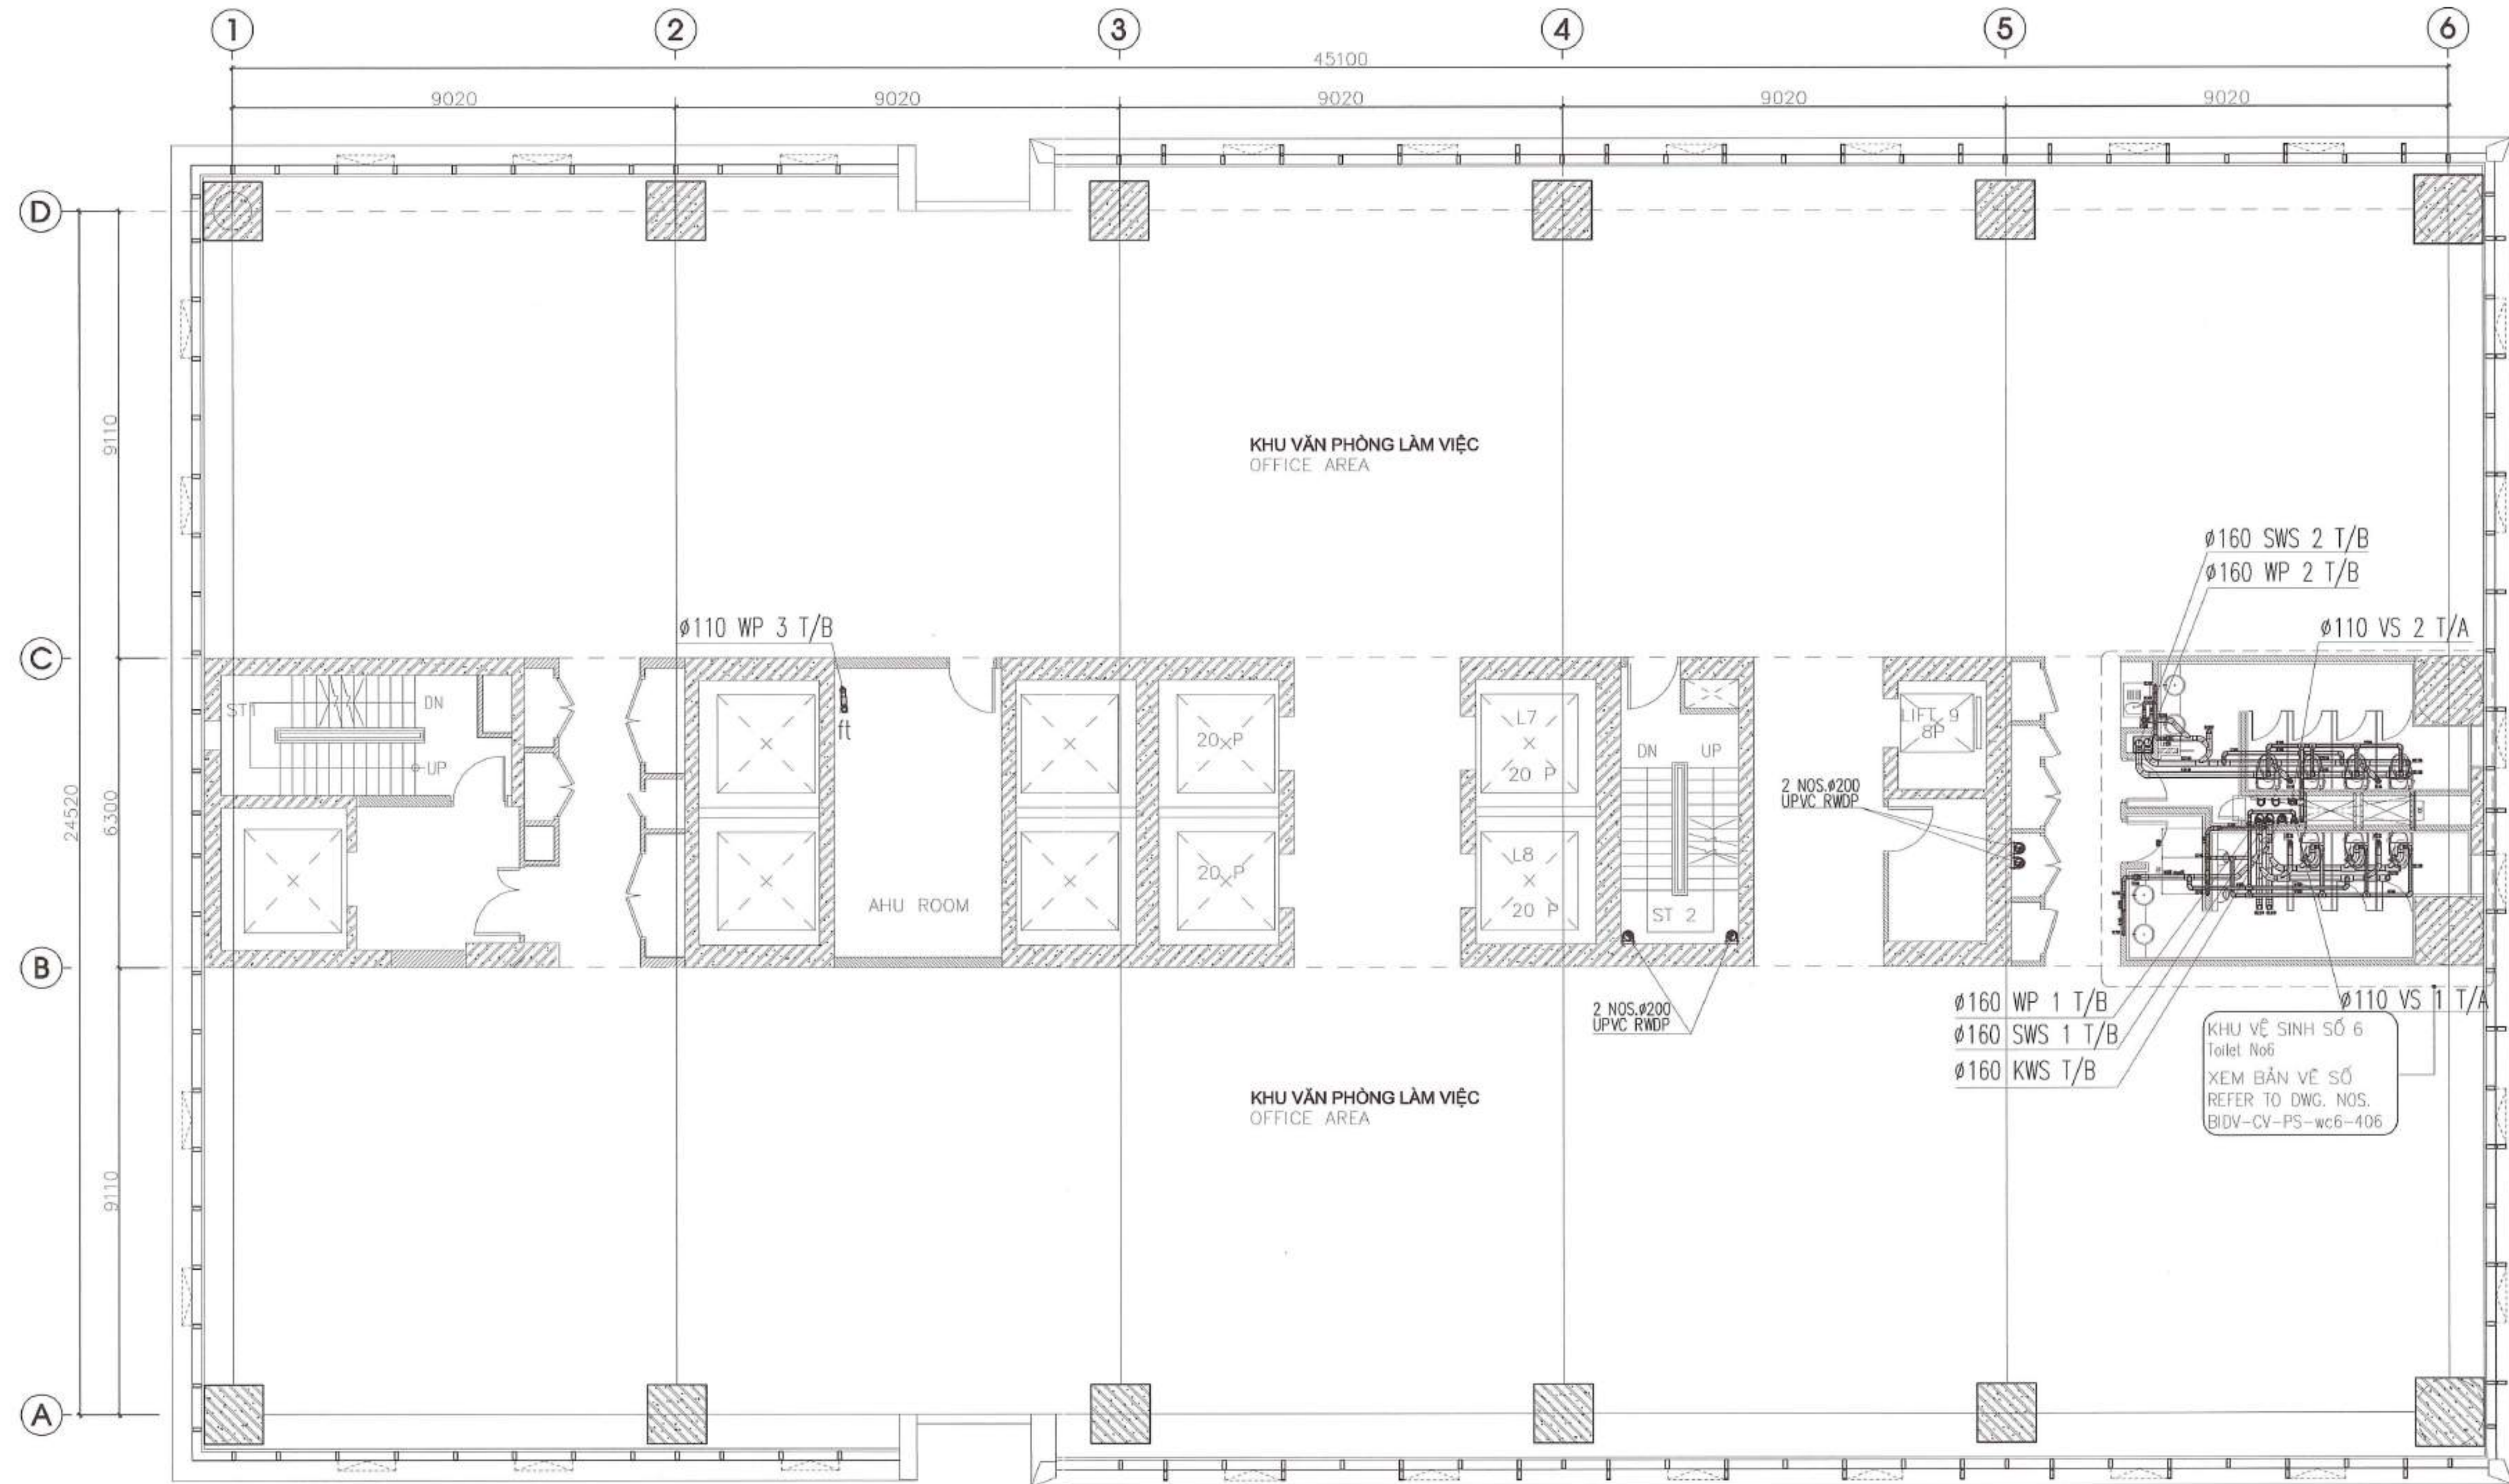 1
2
3
4
5
6
45100
9020
9020
9020
9020
9020
D
C
B
A
24520
9110
6300
9110
KHU VĂN PHÒNG LÀM VIỆC
OFFICE AREA
ø160 SWS 2 T/B
ø160 WP 2 T/B
ø110 VS 2 T/A
ø110 WP 3 T/B
ft
ST1
DN
UP
20 P
20 P
AHU ROOM
L7
20 P
L8
20 P
DN UP
ST 2
LIFT 9
8P
2 NOS.ø200
UPVC RWDP
2 NOS.ø200
UPVC RWDP
ø160 WP 1 T/B
ø160 SWS 1 T/B
ø160 KWS T/B
ø110 VS 1 T/A
KHU VỆ SINH SỐ 6
Toilet No6
XEM BẢN VẼ SỐ
REFER TO DWG. NOS.
BIDV-CV-PS-wc6-406
KHU VĂN PHÒNG LÀM VIỆC
OFFICE AREA